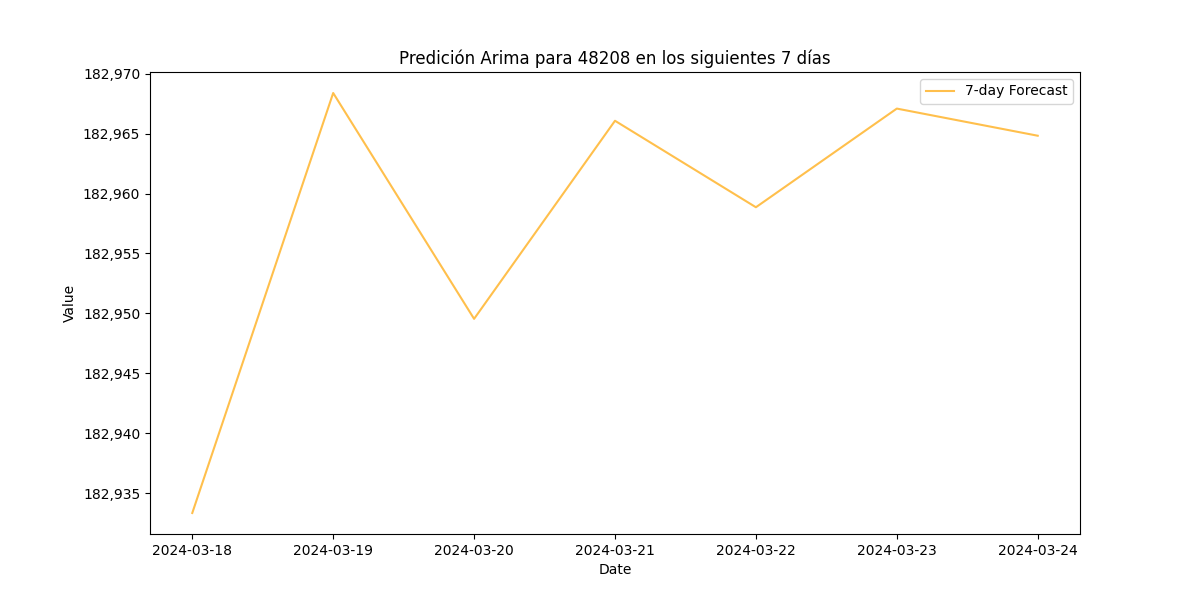 Predición Arima para 48208 en los siguientes 7 días
7-day Forecast
182,970
182,965
182,960
182,955
182,950
182,945
182,940
182,935
Value
2024-03-18 2024-03-19 2024-03-20 2024-03-21 2024-03-22 2024-03-23 2024-03-24
Date